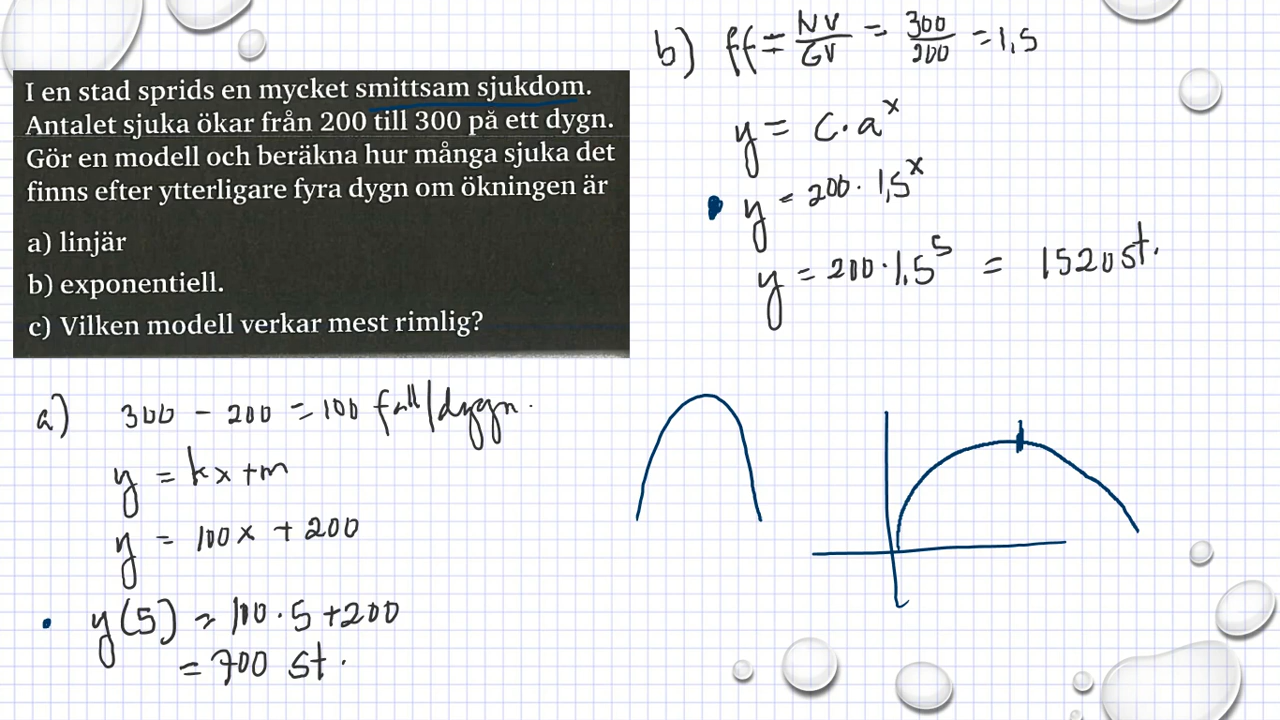 I en stad sprids en mycket smittsam sjukdom.
Antalet sjuka ökar från 200 till 300 på ett dygn.
Gör en modell och beräkna hur många sjuka det
finns efter ytterligare fyra dygn om ökningen är
a) linjär
b) exponentiell.
c) Vilken modell verkar mest rimlig?
a) 300 - 200 = 100 fall/dygn.
y = kx+m
y = 100x + 200
y(5) = 100 · 5 + 200
= 700 st.
b) ff = NV/GV = 300/200 = 1,5
y = C · a^x
y = 200 · 1,5^x
y = 200 · 1,5^5 = 1520 st.